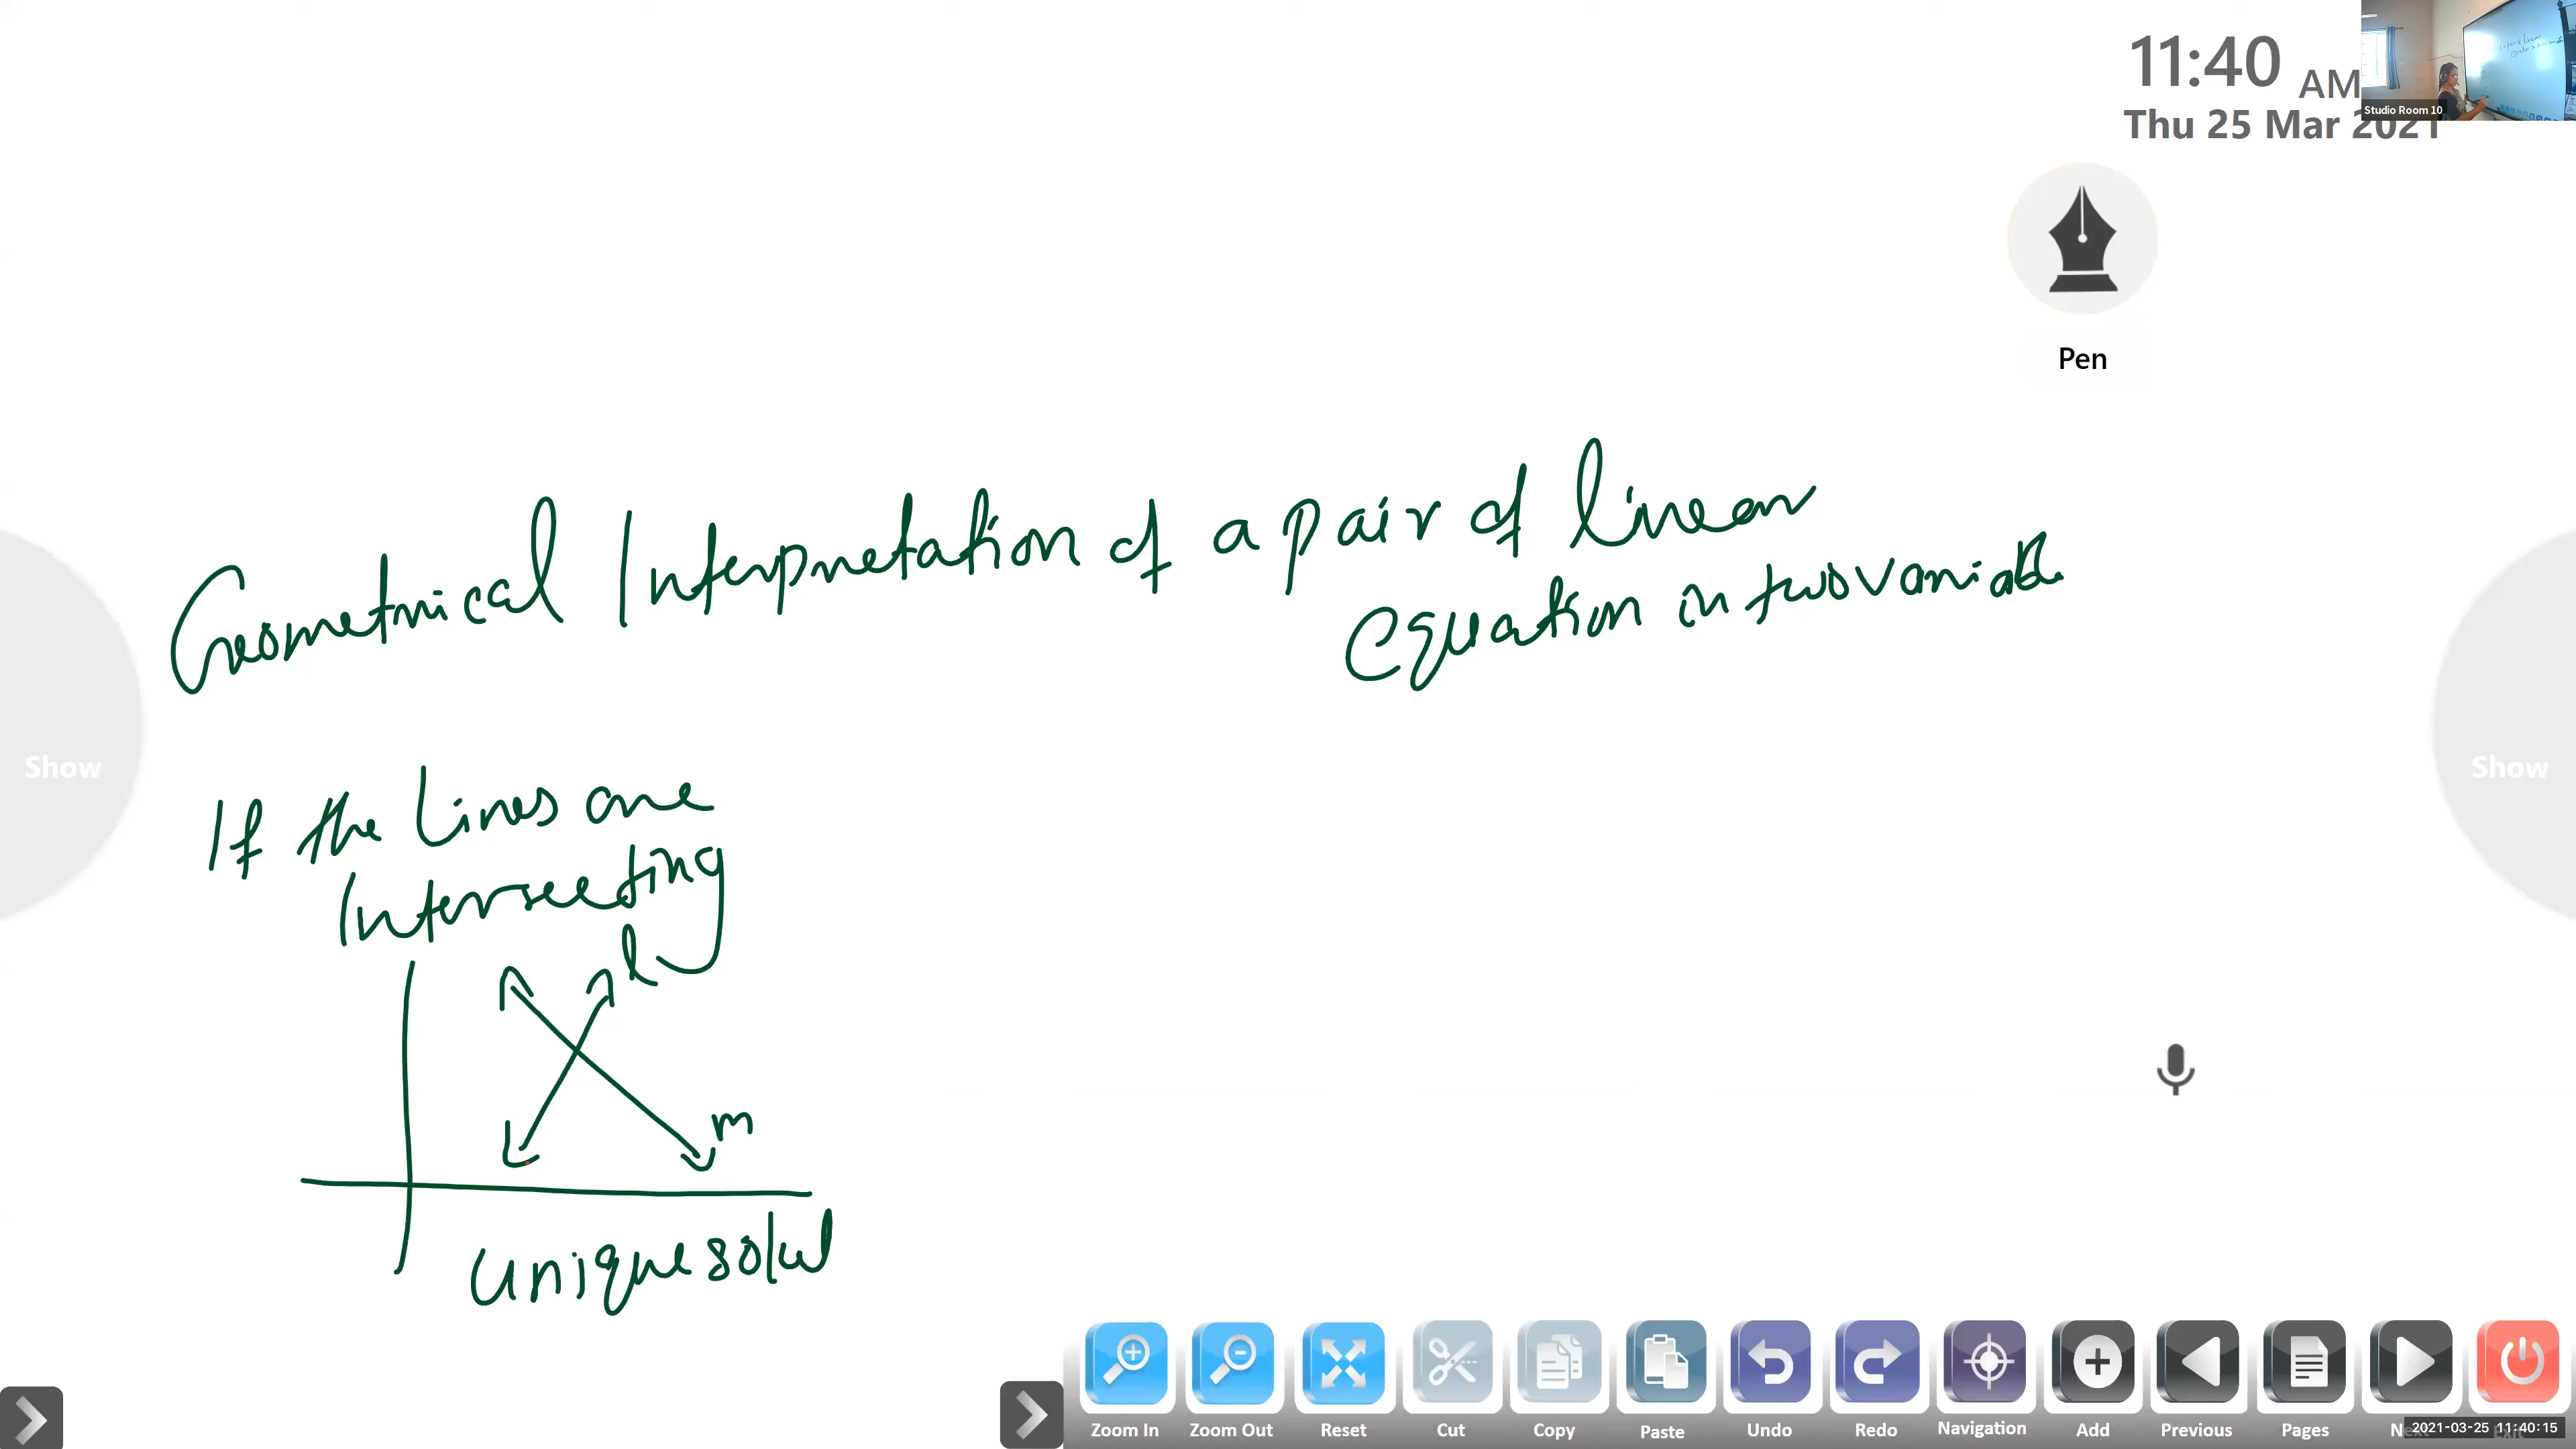 11:40 AM
Thu 25 Mar 2021
Studio Room 10
Pen
Geometrical Interpretation of a pair of linear
equation in two variable
Show
Show
If the Lines are
Intersecting
l
m
unique solu
Zoom In
Zoom Out
Reset
Cut
Copy
Paste
Undo
Redo
Navigation
Add
Previous
Pages
2021-03-25 11:40:15